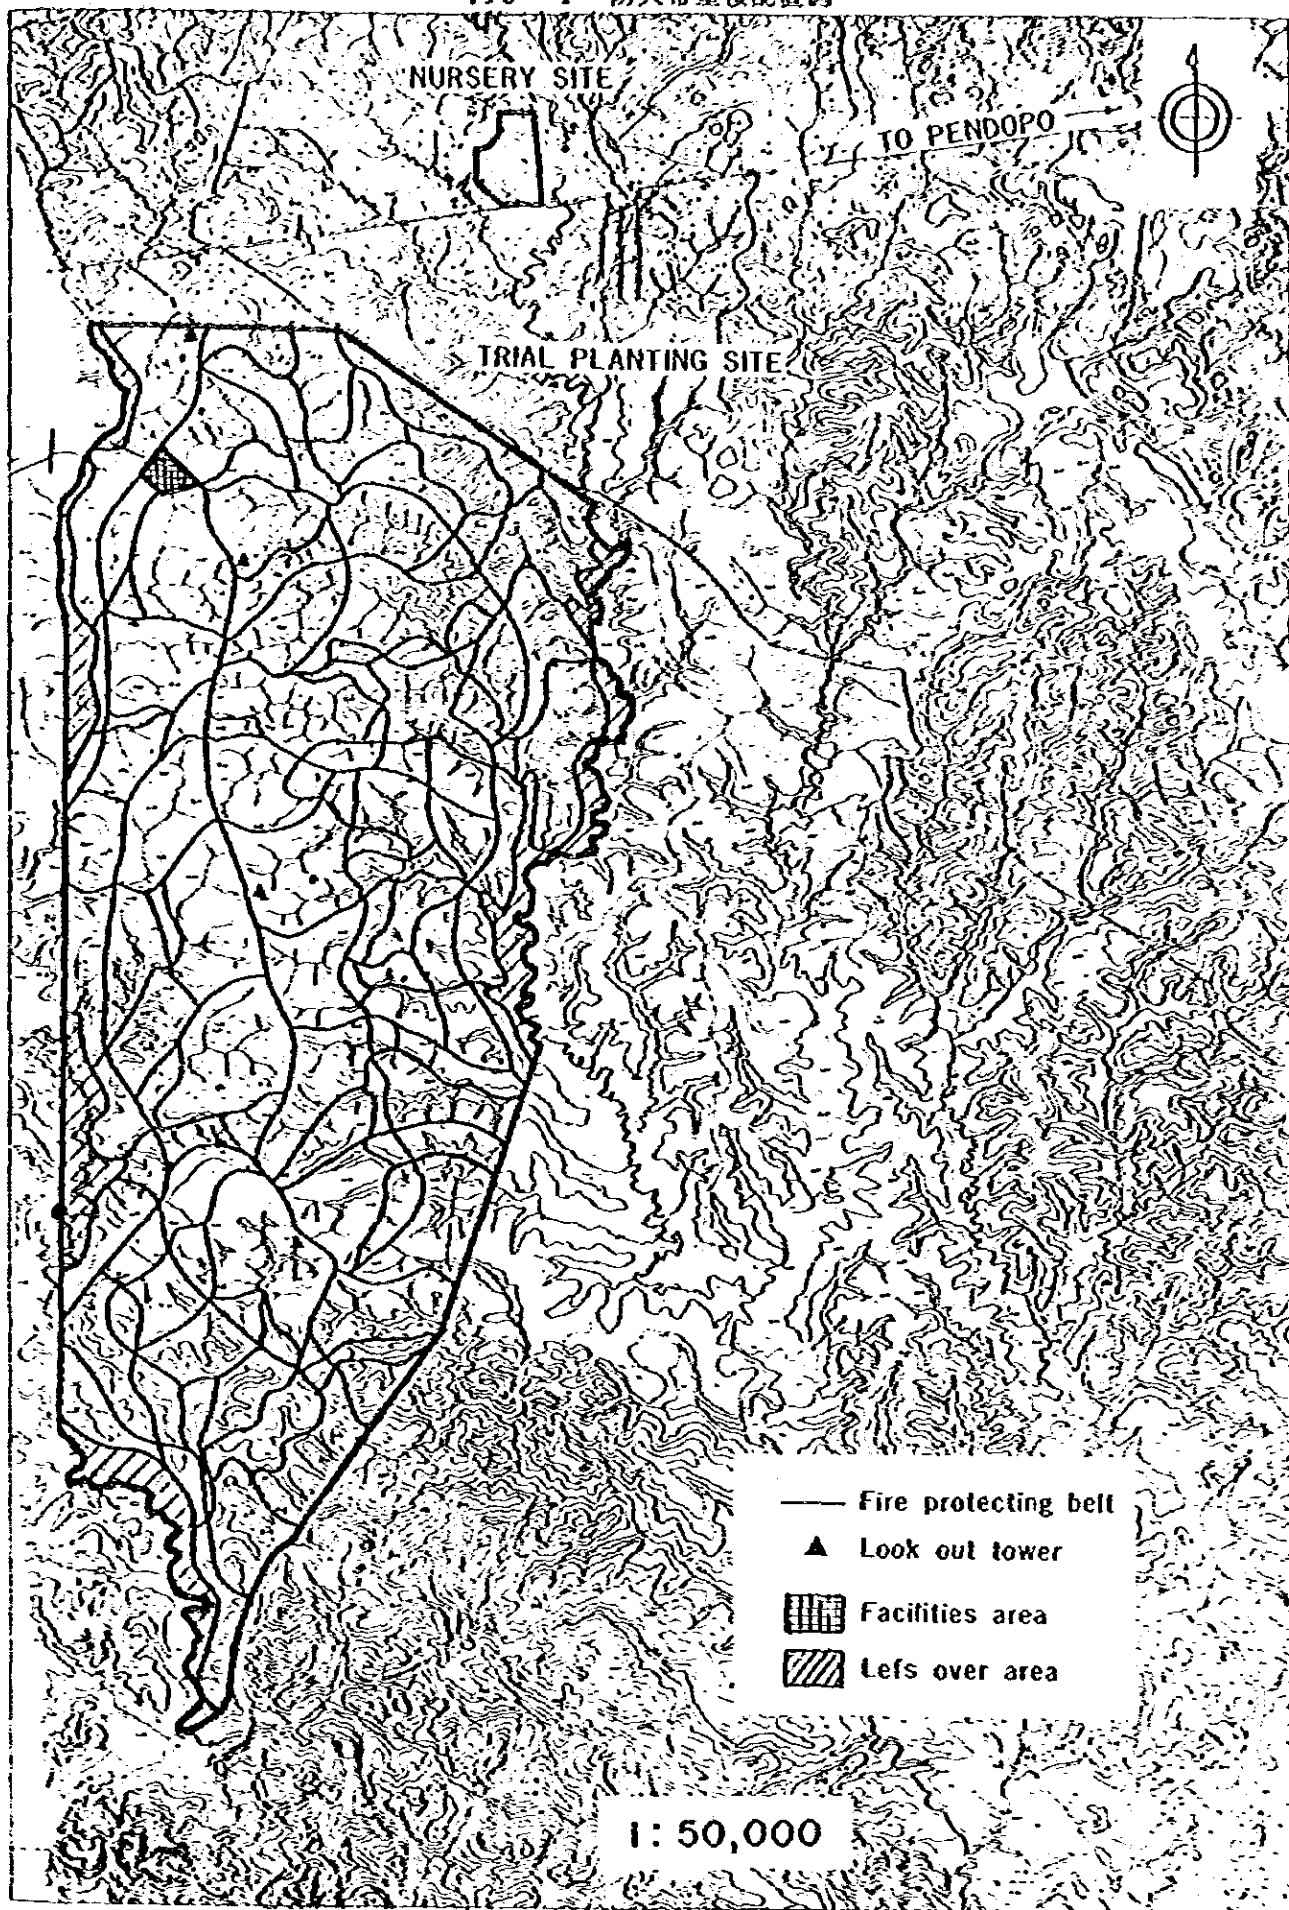 NURSERY SITE
TO PENDOPO
TRIAL PLANTING SITE
Fire protecting belt
Look out tower
Facilities area
Lefs over area
1:50,000